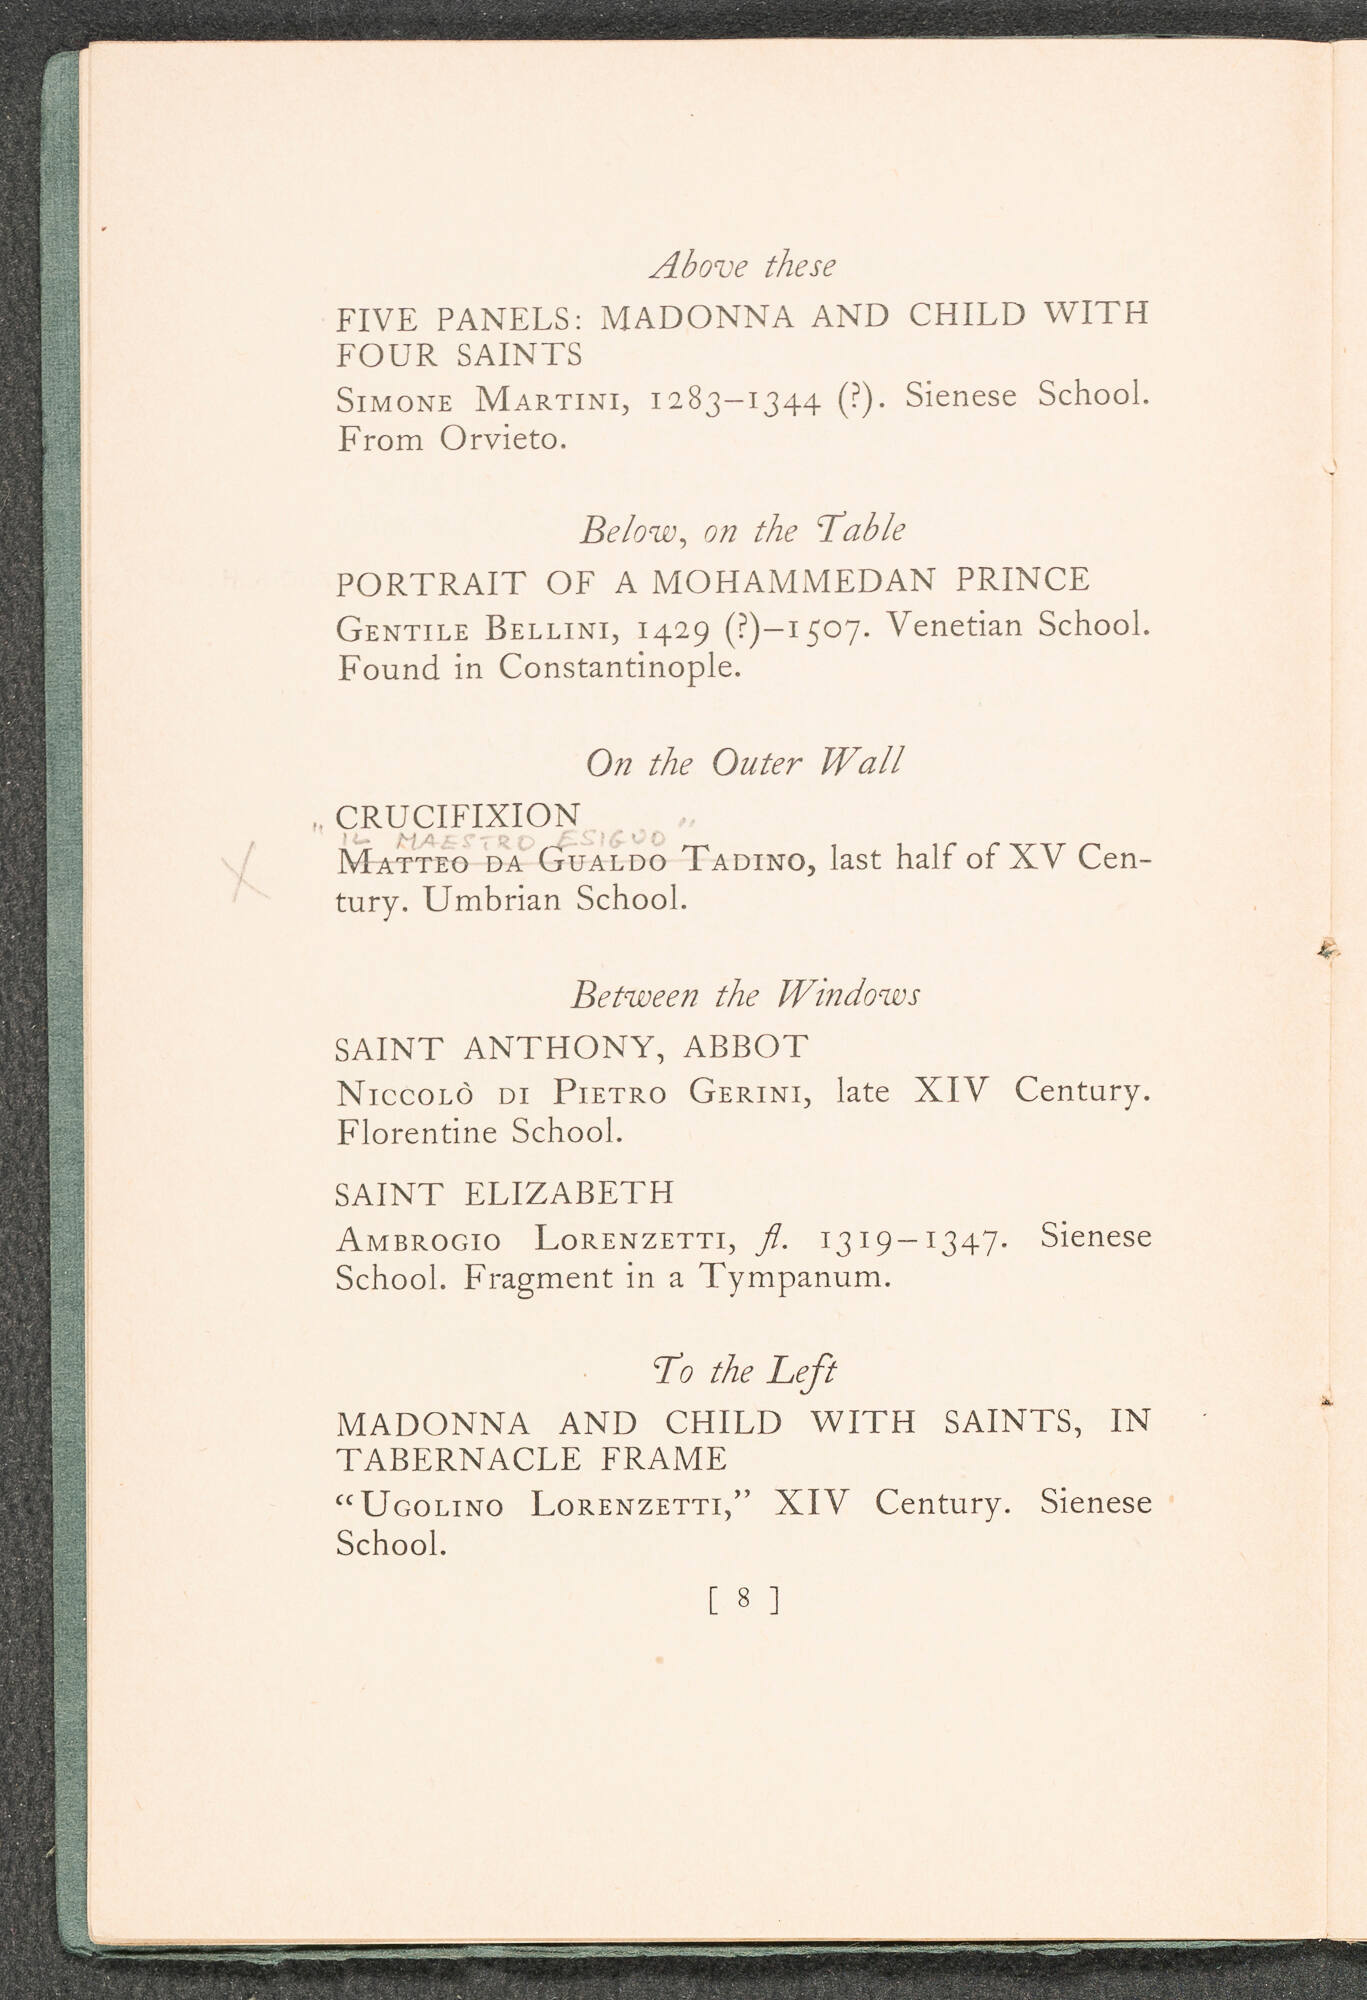 Above these
FIVE PANELS: MADONNA AND CHILD WITH
FOUR SAINTS
SIMONE MARTINI, 1283–1344 (?). Sienese School.
From Orvieto.
Below, on the Table
PORTRAIT OF A MOHAMMEDAN PRINCE
GENTILE BELLINI, 1429 (?)–1507. Venetian School.
Found in Constantinople.
On the Outer Wall
CRUCIFIXION
"IL MAESTRO ESIGUO"
X MATTEO DA GUALDO TADINO, last half of XV Cen-
tury. Umbrian School.
Between the Windows
SAINT ANTHONY, ABBOT
NICCOLÒ DI PIETRO GERINI, late XIV Century.
Florentine School.
SAINT ELIZABETH
AMBROGIO LORENZETTI, fl. 1319–1347. Sienese
School. Fragment in a Tympanum.
To the Left
MADONNA AND CHILD WITH SAINTS, IN
TABERNACLE FRAME
“UGOLINO LORENZETTI,” XIV Century. Sienese
School.
[ 8 ]